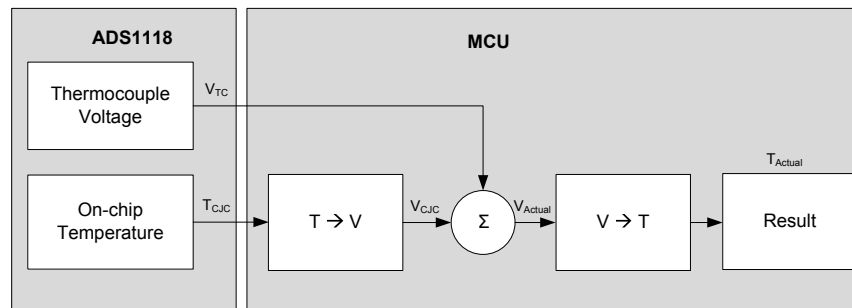 ADS1118
MCU
Thermocouple
Voltage
V_TC
On-chip
Temperature
T_CJC
T → V
V_CJC
Σ
V_Actual
V → T
T_Actual
Result